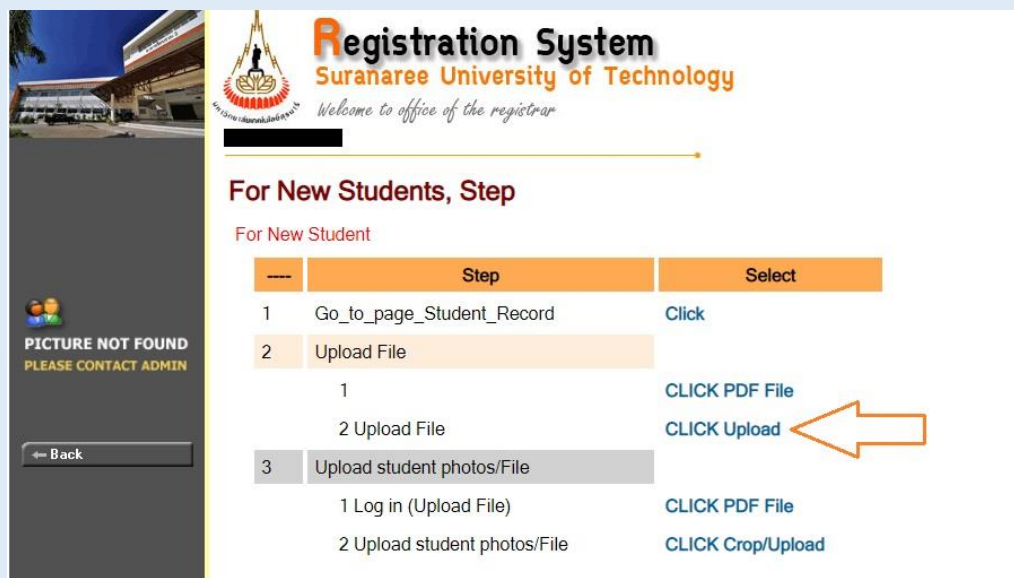 Registration System
Suranaree University of Technology
Welcome to office of the registrar
For New Students, Step
For New Student
---- Step Select
1 Go_to_page_Student_Record Click
2 Upload File
1 CLICK PDF File
2 Upload File CLICK Upload
3 Upload student photos/File
1 Log in (Upload File) CLICK PDF File
2 Upload student photos/File CLICK Crop/Upload
PICTURE NOT FOUND
PLEASE CONTACT ADMIN
Back